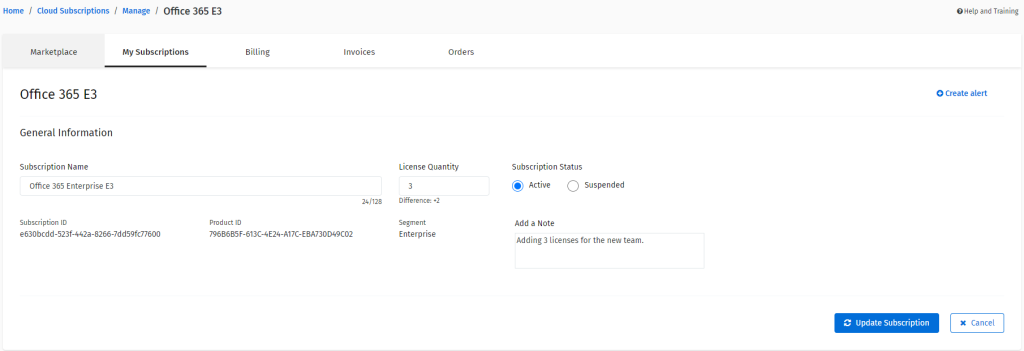 Home / Cloud Subscriptions / Manage / Office 365 E3
Help and Training
Marketplace
My Subscriptions
Billing
Invoices
Orders
Office 365 E3
Create alert
General Information
Subscription Name
License Quantity
Subscription Status
Office 365 Enterprise E3
3
Active
Suspended
24/128
Difference: +2
Subscription ID
Product ID
Segment
Add a Note
e630bcdd-523f-442a-8266-7dd59fc77600
796B6B5F-613C-4E24-A17C-EBA730D49C02
Enterprise
Adding 3 licenses for the new team.
Update Subscription
Cancel